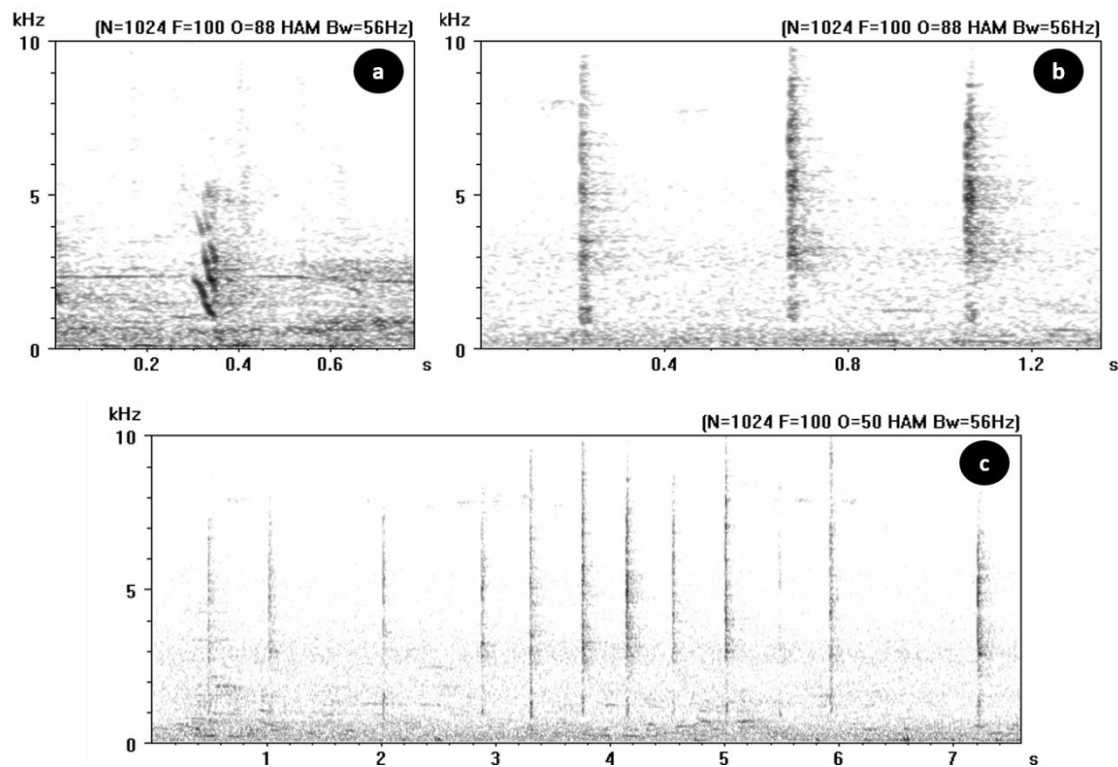 kHz (N=1024 F=100 O=88 HAM Bw=56Hz)
10
a
5
0
0.2 0.4 0.6 s
kHz (N=1024 F=100 O=88 HAM Bw=56Hz)
10
b
5
0
0.4 0.8 1.2 s
kHz (N=1024 F=100 O=50 HAM Bw=56Hz)
10
c
5
0
1 2 3 4 5 6 7 s